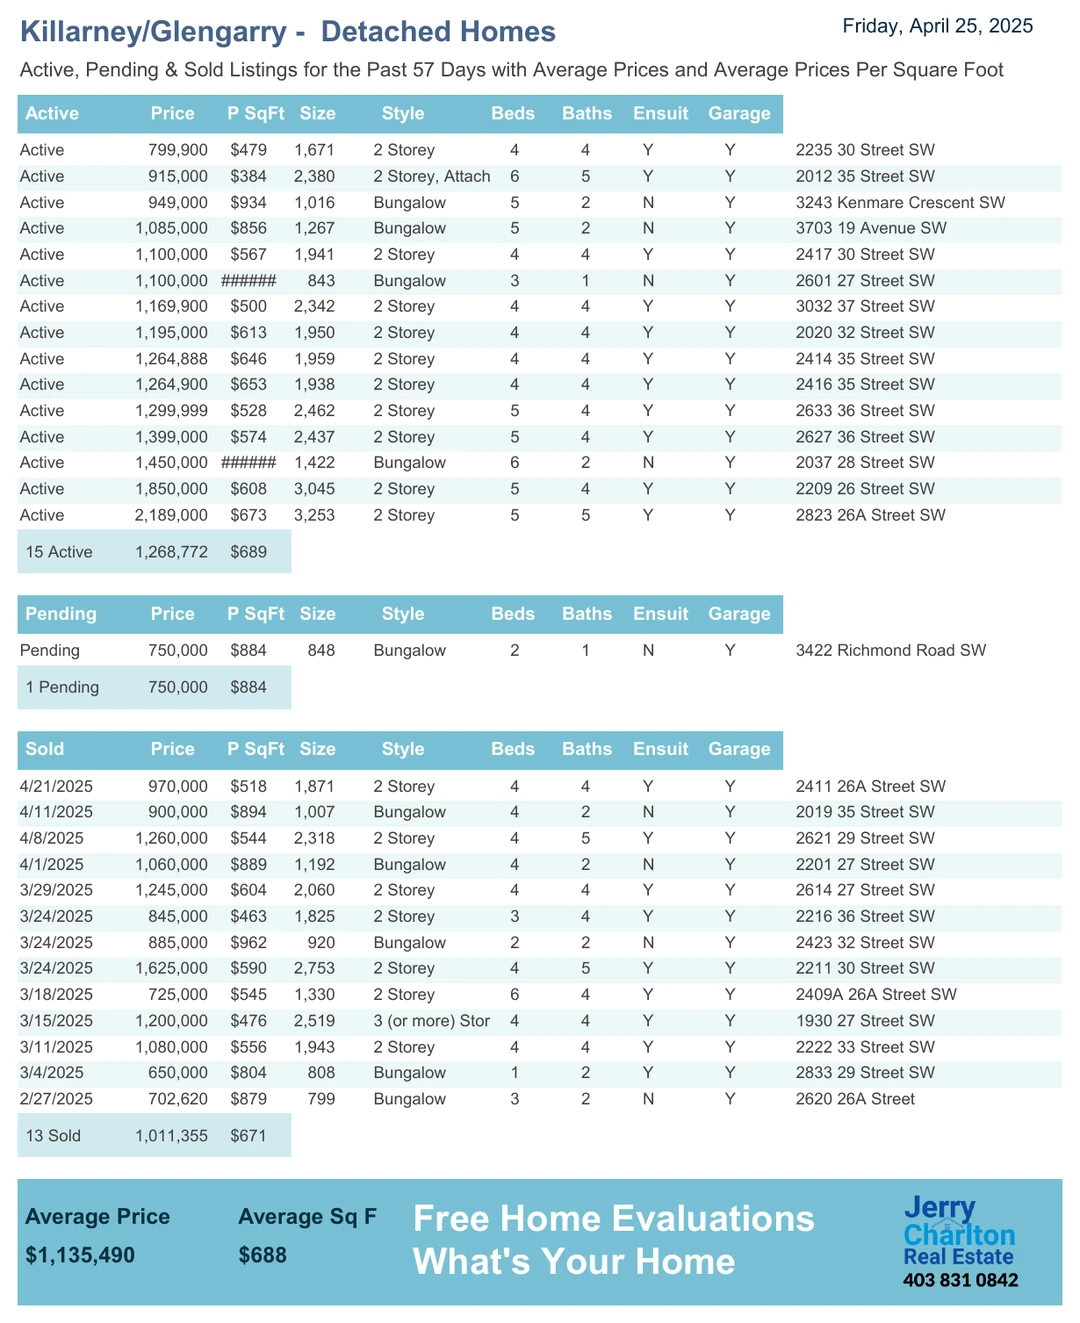 Killarney/Glengarry - Detached Homes Friday, April 25, 2025
Active, Pending & Sold Listings for the Past 57 Days with Average Prices and Average Prices Per Square Foot
Active Price P SqFt Size Style Beds Baths Ensuit Garage
Active 799,900 $479 1,671 2 Storey 4 4 Y Y 2235 30 Street SW
Active 915,000 $384 2,380 2 Storey, Attach 6 5 Y Y 2012 35 Street SW
Active 949,000 $934 1,016 Bungalow 5 2 N Y 3243 Kenmare Crescent SW
Active 1,085,000 $856 1,267 Bungalow 5 2 N Y 3703 19 Avenue SW
Active 1,100,000 $567 1,941 2 Storey 4 4 Y Y 2417 30 Street SW
Active 1,100,000 ###### 843 Bungalow 3 1 N Y 2601 27 Street SW
Active 1,169,900 $500 2,342 2 Storey 4 4 Y Y 3032 37 Street SW
Active 1,195,000 $613 1,950 2 Storey 4 4 Y Y 2020 32 Street SW
Active 1,264,888 $646 1,959 2 Storey 4 4 Y Y 2414 35 Street SW
Active 1,264,900 $653 1,938 2 Storey 4 4 Y Y 2416 35 Street SW
Active 1,299,999 $528 2,462 2 Storey 5 4 Y Y 2633 36 Street SW
Active 1,399,000 $574 2,437 2 Storey 5 4 Y Y 2627 36 Street SW
Active 1,450,000 ###### 1,422 Bungalow 6 2 N Y 2037 28 Street SW
Active 1,850,000 $608 3,045 2 Storey 5 4 Y Y 2209 26 Street SW
Active 2,189,000 $673 3,253 2 Storey 5 5 Y Y 2823 26A Street SW
15 Active 1,268,772 $689
Pending Price P SqFt Size Style Beds Baths Ensuit Garage
Pending 750,000 $884 848 Bungalow 2 1 N Y 3422 Richmond Road SW
1 Pending 750,000 $884
Sold Price P SqFt Size Style Beds Baths Ensuit Garage
4/21/2025 970,000 $518 1,871 2 Storey 4 4 Y Y 2411 26A Street SW
4/11/2025 900,000 $894 1,007 Bungalow 4 2 N Y 2019 35 Street SW
4/8/2025 1,260,000 $544 2,318 2 Storey 4 5 Y Y 2621 29 Street SW
4/1/2025 1,060,000 $889 1,192 Bungalow 4 2 N Y 2201 27 Street SW
3/29/2025 1,245,000 $604 2,060 2 Storey 4 4 Y Y 2614 27 Street SW
3/24/2025 845,000 $463 1,825 2 Storey 3 4 Y Y 2216 36 Street SW
3/24/2025 885,000 $962 920 Bungalow 2 2 N Y 2423 32 Street SW
3/24/2025 1,625,000 $590 2,753 2 Storey 4 5 Y Y 2211 30 Street SW
3/18/2025 725,000 $545 1,330 2 Storey 6 4 Y Y 2409A 26A Street SW
3/15/2025 1,200,000 $476 2,519 3 (or more) Stor 4 4 Y Y 1930 27 Street SW
3/11/2025 1,080,000 $556 1,943 2 Storey 4 4 Y Y 2222 33 Street SW
3/4/2025 650,000 $804 808 Bungalow 1 2 Y Y 2833 29 Street SW
2/27/2025 702,620 $879 799 Bungalow 3 2 N Y 2620 26A Street
13 Sold 1,011,355 $671
Average Price Average Sq F
$1,135,490 $688
Free Home Evaluations
What's Your Home
Jerry
Charlton
Real Estate
403 831 0842